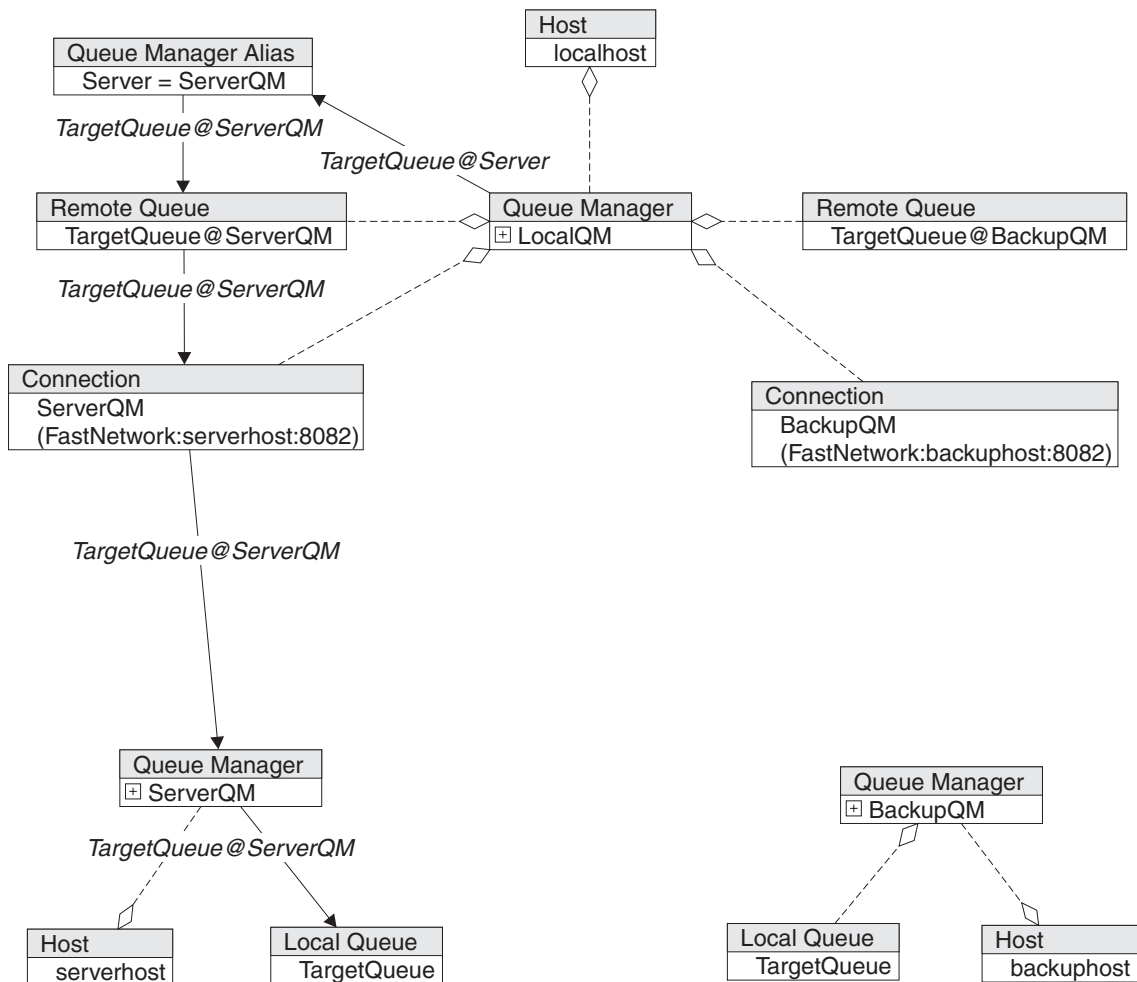 Host
localhost
Queue Manager Alias
Server = ServerQM
TargetQueue@ServerQM
TargetQueue@Server
Remote Queue
TargetQueue@ServerQM
Queue Manager
LocalQM
Remote Queue
TargetQueue@BackupQM
TargetQueue@ServerQM
Connection
ServerQM
(FastNetwork:serverhost:8082)
Connection
BackupQM
(FastNetwork:backuphost:8082)
TargetQueue@ServerQM
Queue Manager
ServerQM
Queue Manager
BackupQM
TargetQueue@ServerQM
Host
serverhost
Local Queue
TargetQueue
Local Queue
TargetQueue
Host
backuphost